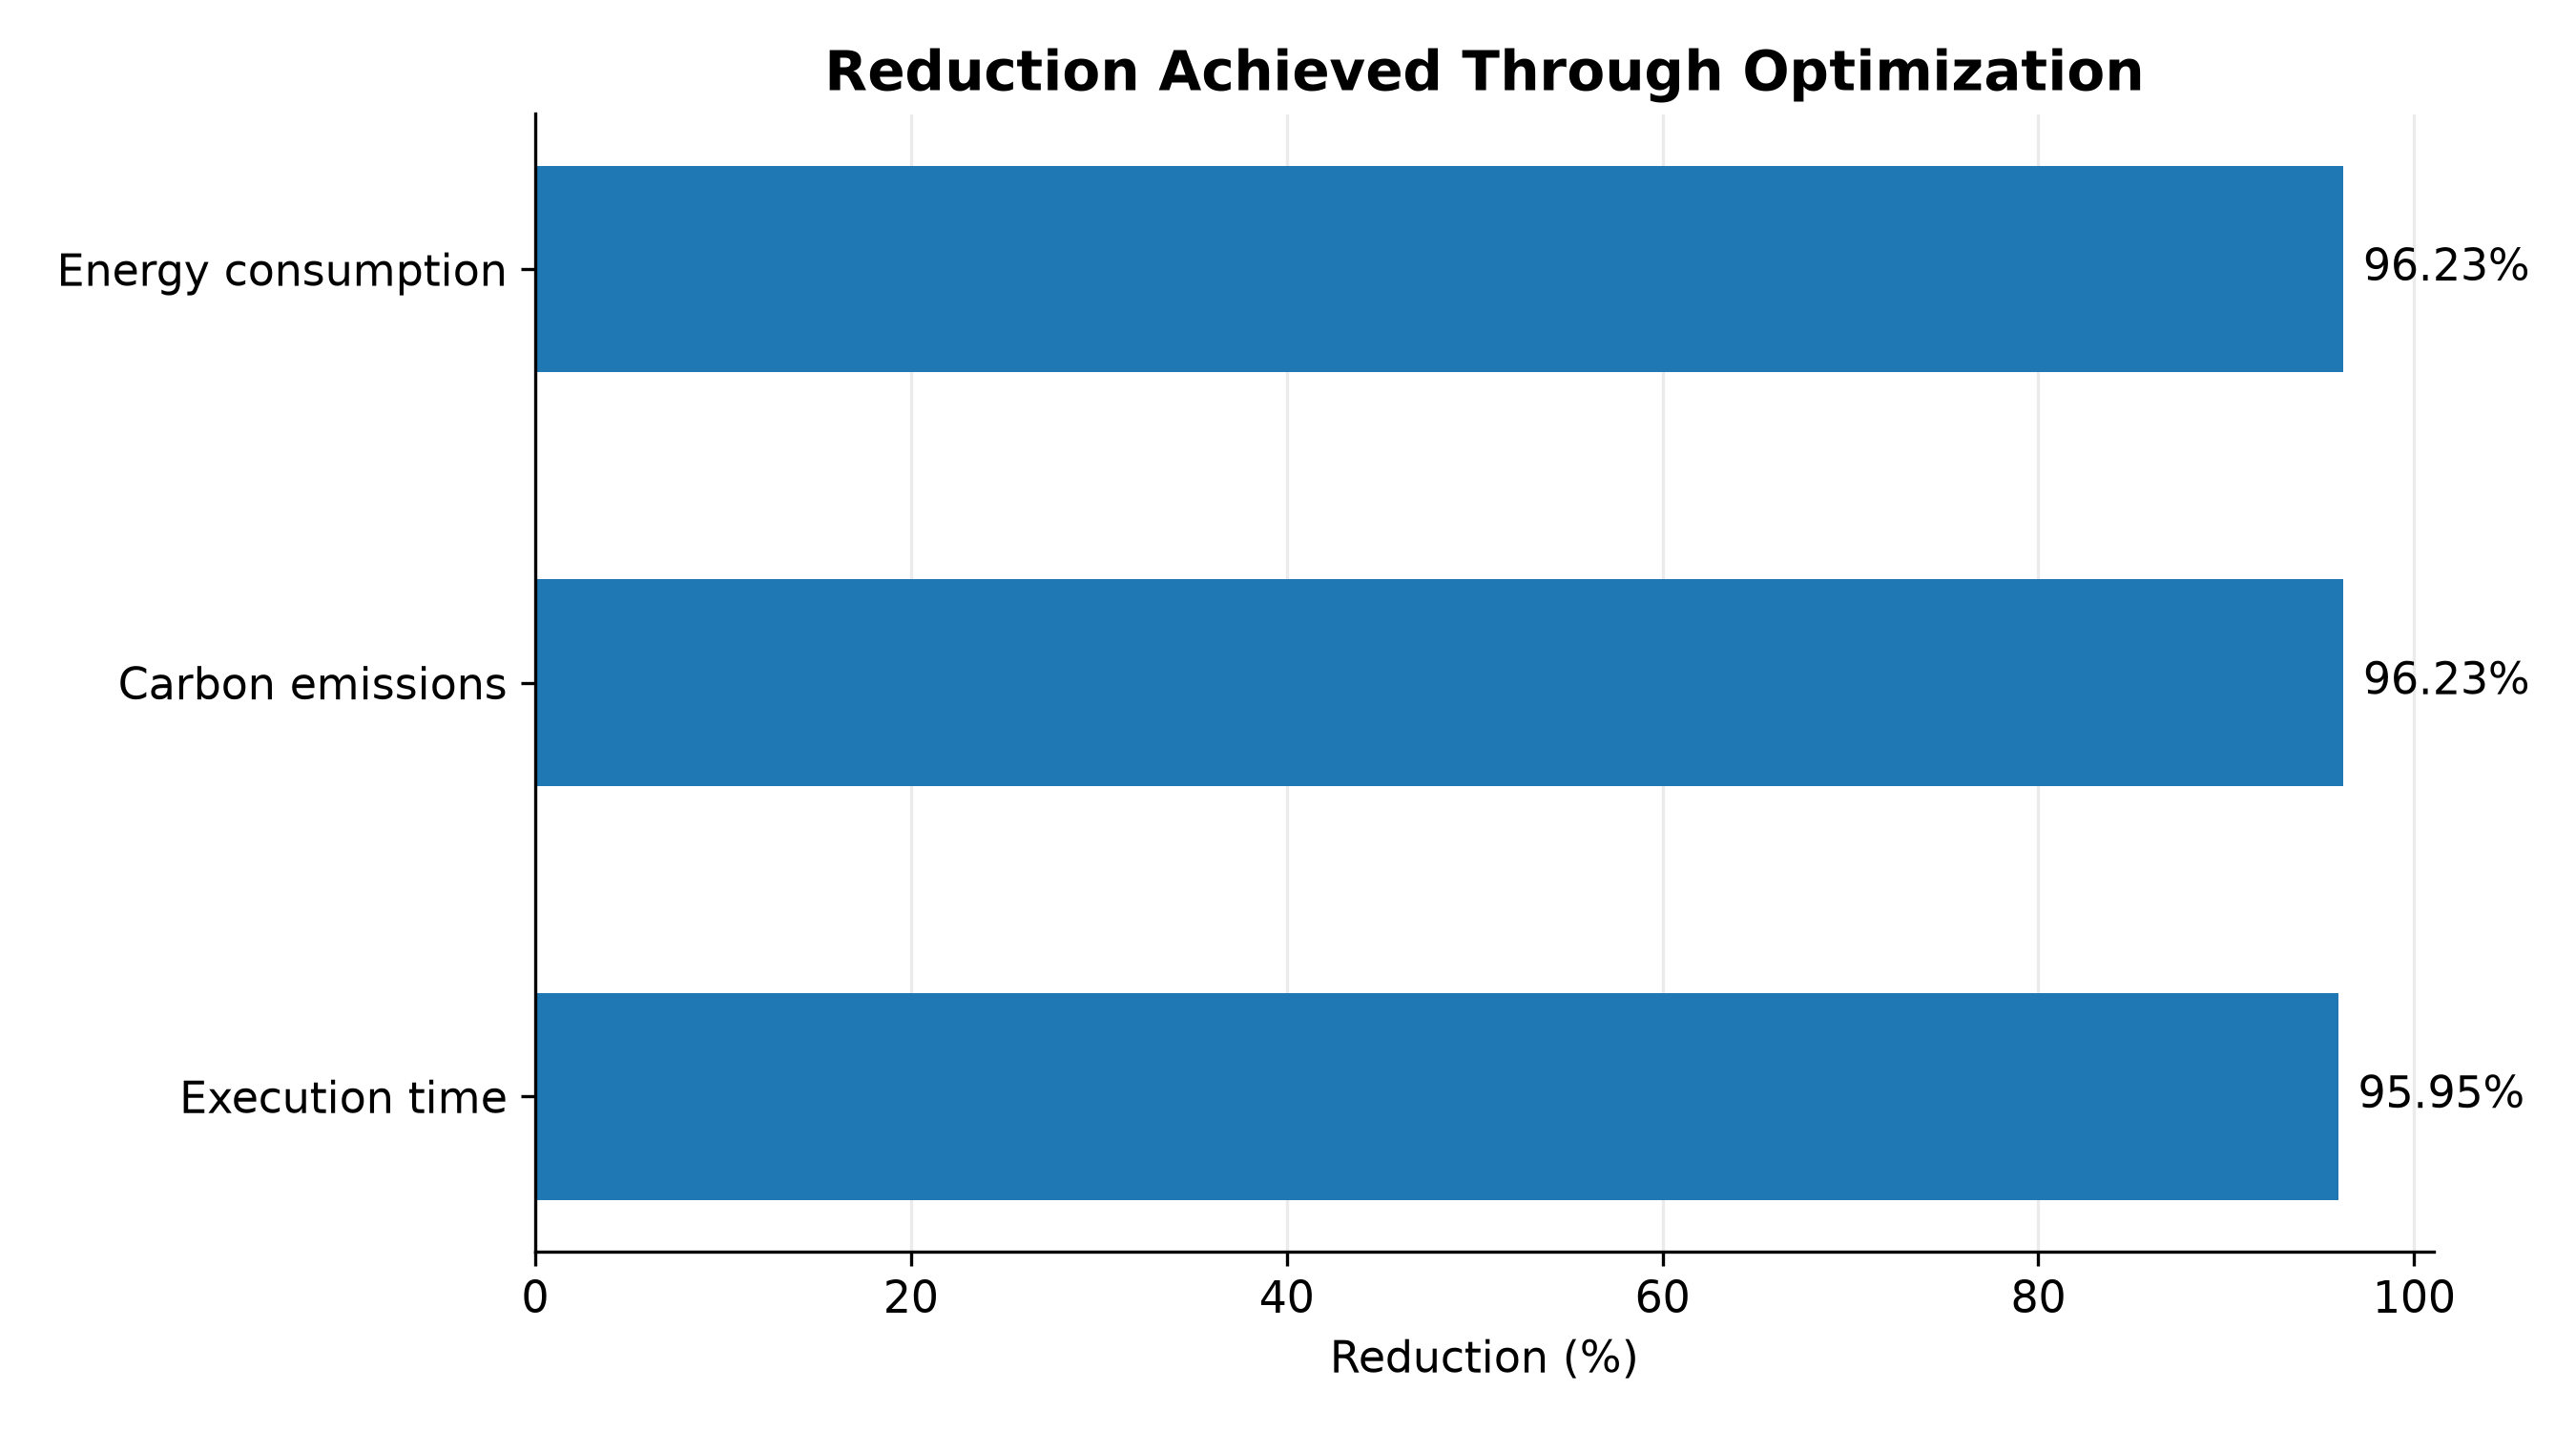 Reduction Achieved Through Optimization
Energy consumption
96.23%
Carbon emissions
96.23%
Execution time
95.95%
0 20 40 60 80 100
Reduction (%)